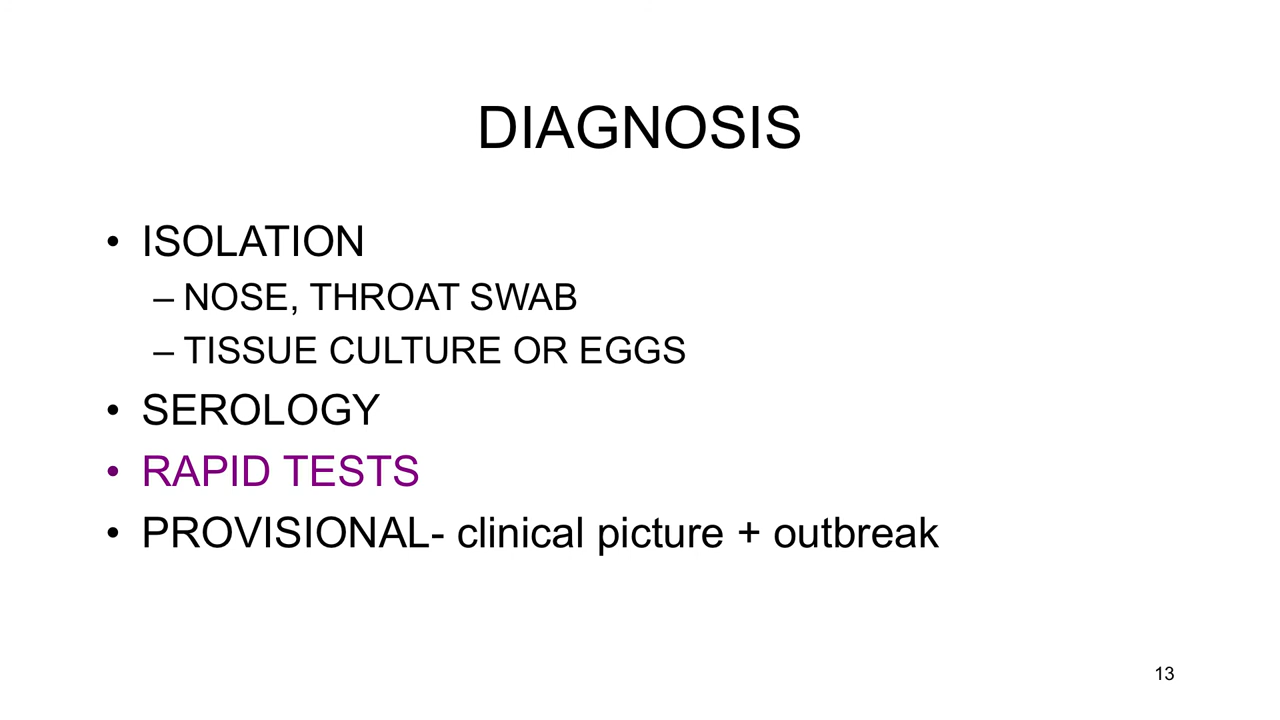 DIAGNOSIS
• ISOLATION
– NOSE, THROAT SWAB
– TISSUE CULTURE OR EGGS
• SEROLOGY
• RAPID TESTS
• PROVISIONAL- clinical picture + outbreak
13